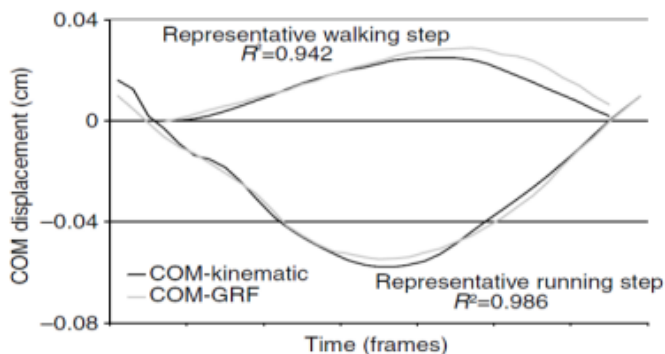 0.04
Representative walking step
R²=0.942
0
COM displacement (cm)
−0.04
COM-kinematic
COM-GRF
Representative running step
R²=0.986
−0.08
Time (frames)